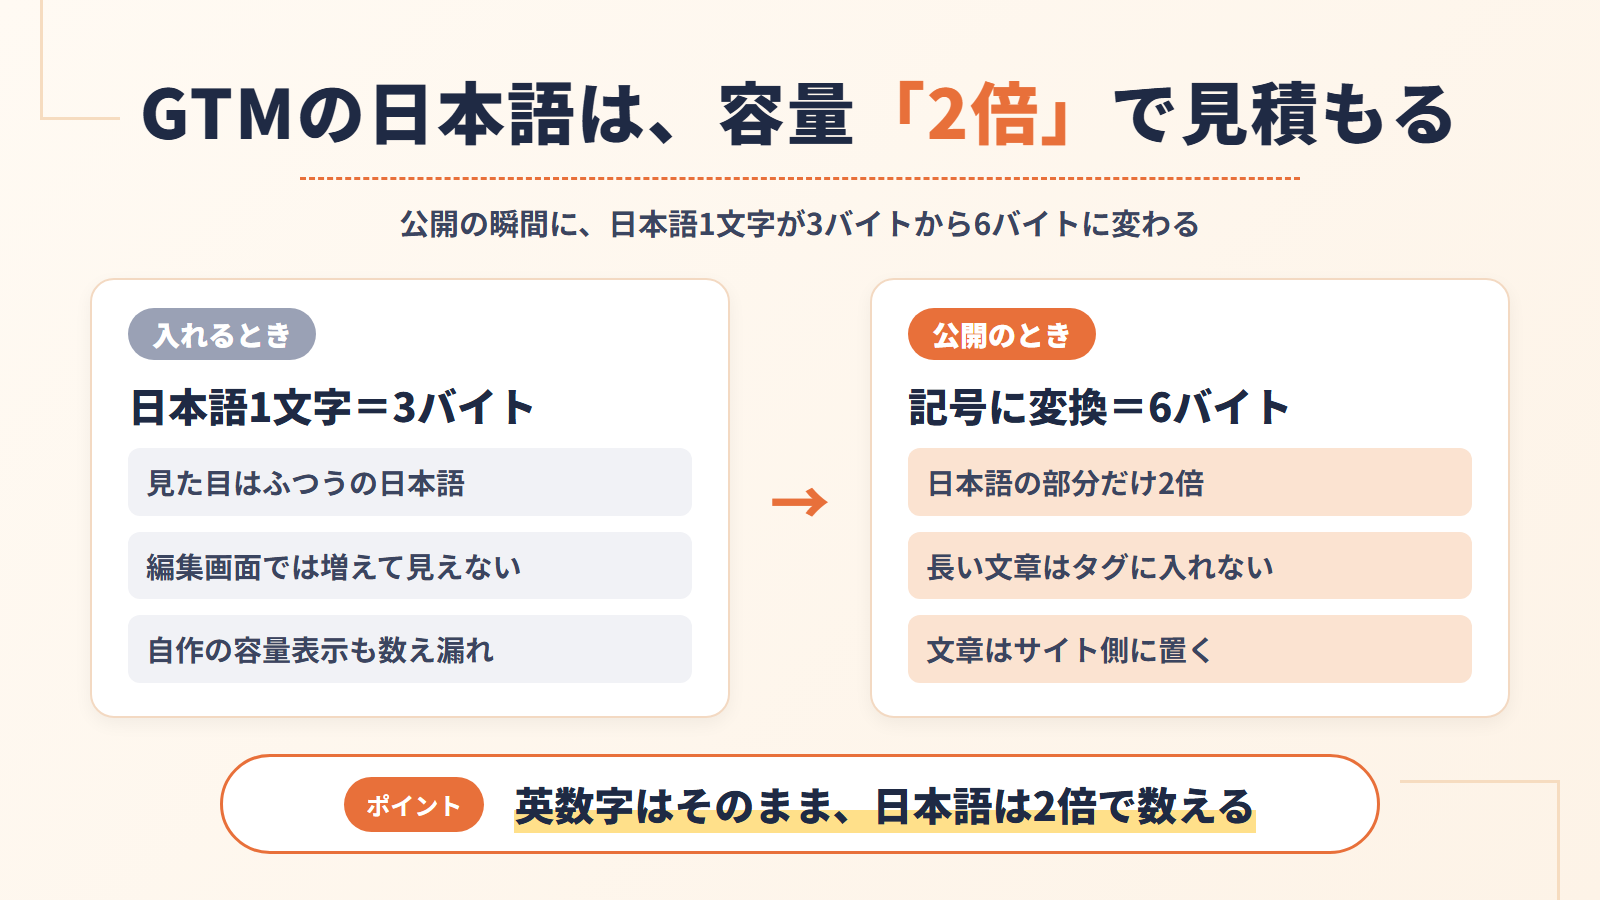 GTMの日本語は、容量「2倍」で見積もる
公開の瞬間に、日本語1文字が3バイトから6バイトに変わる
入れるとき
日本語1文字＝3バイト
見た目はふつうの日本語
編集画面では増えて見えない
自作の容量表示も数え漏れ
→
公開のとき
記号に変換＝6バイト
日本語の部分だけ2倍
長い文章はタグに入れない
文章はサイト側に置く
ポイント
英数字はそのまま、日本語は2倍で数える